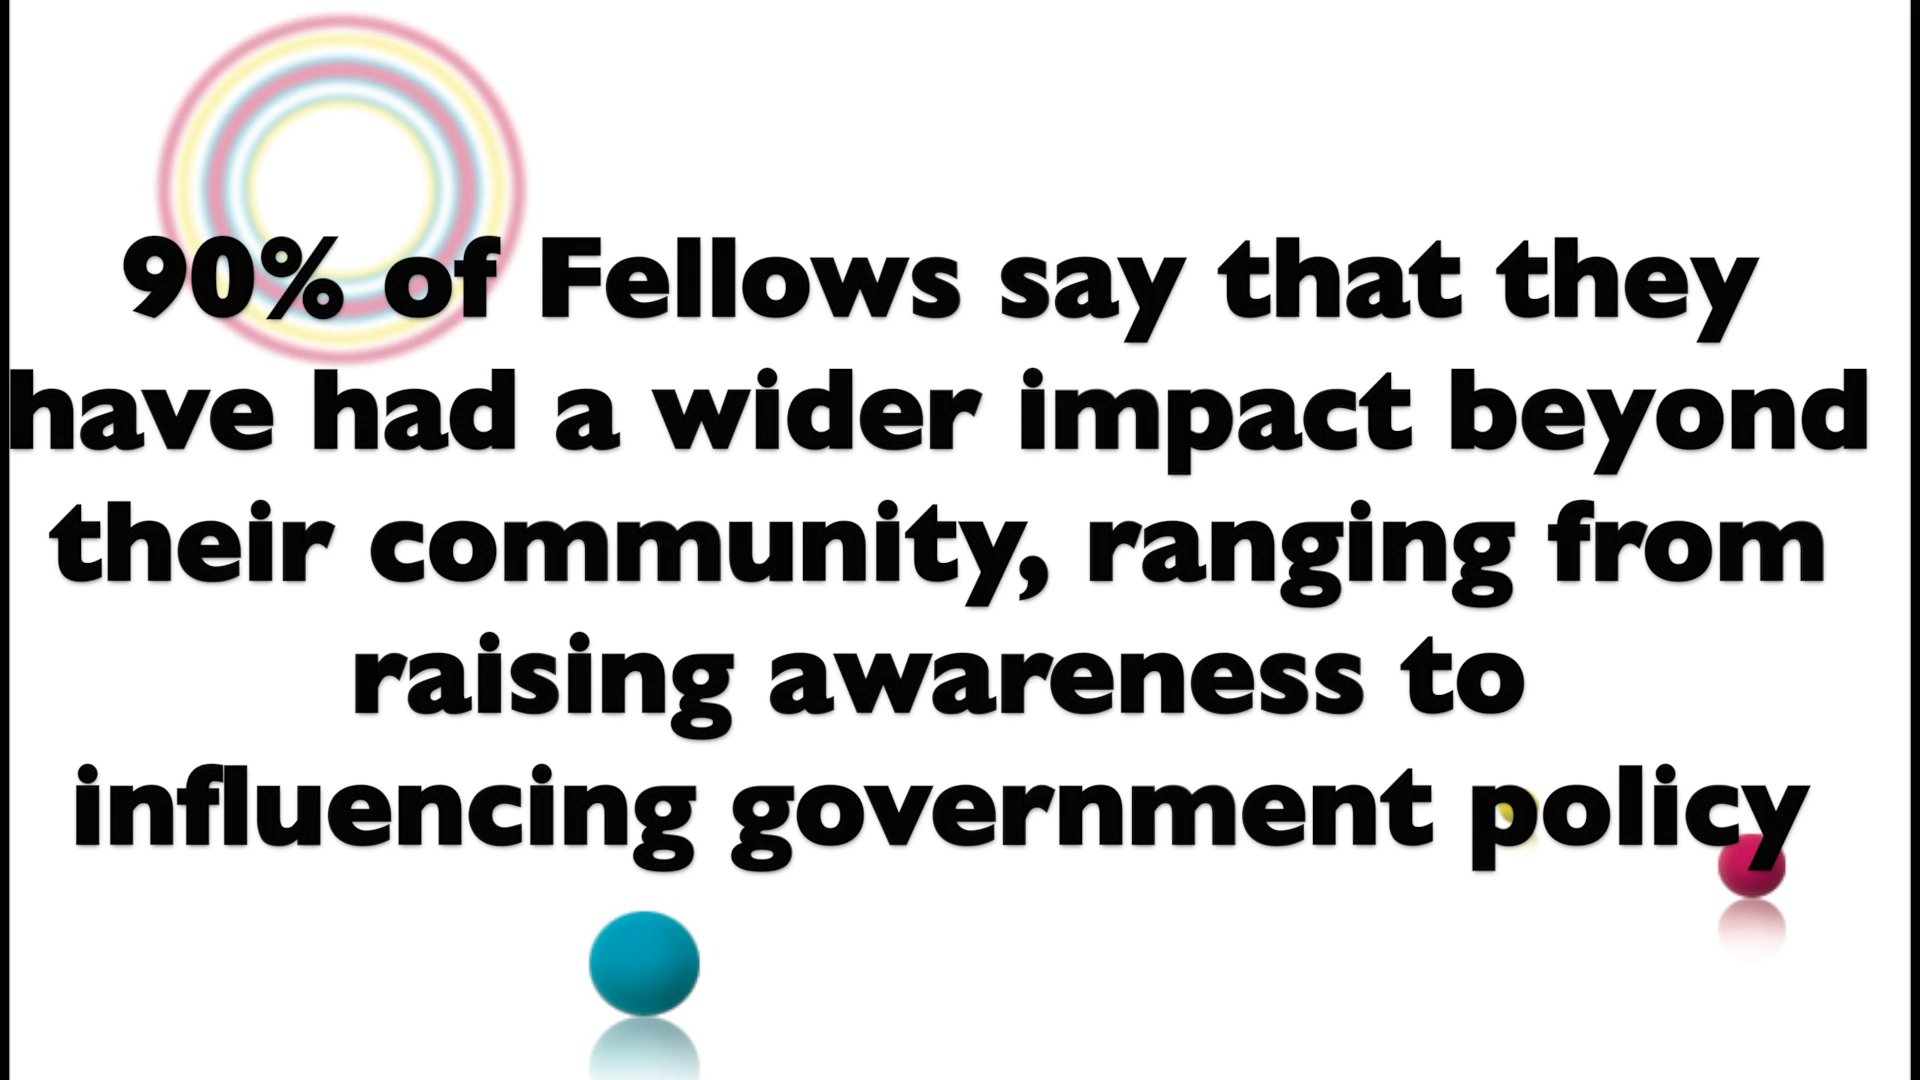 90% of Fellows say that they
have had a wider impact beyond
their community, ranging from
raising awareness to
influencing government policy